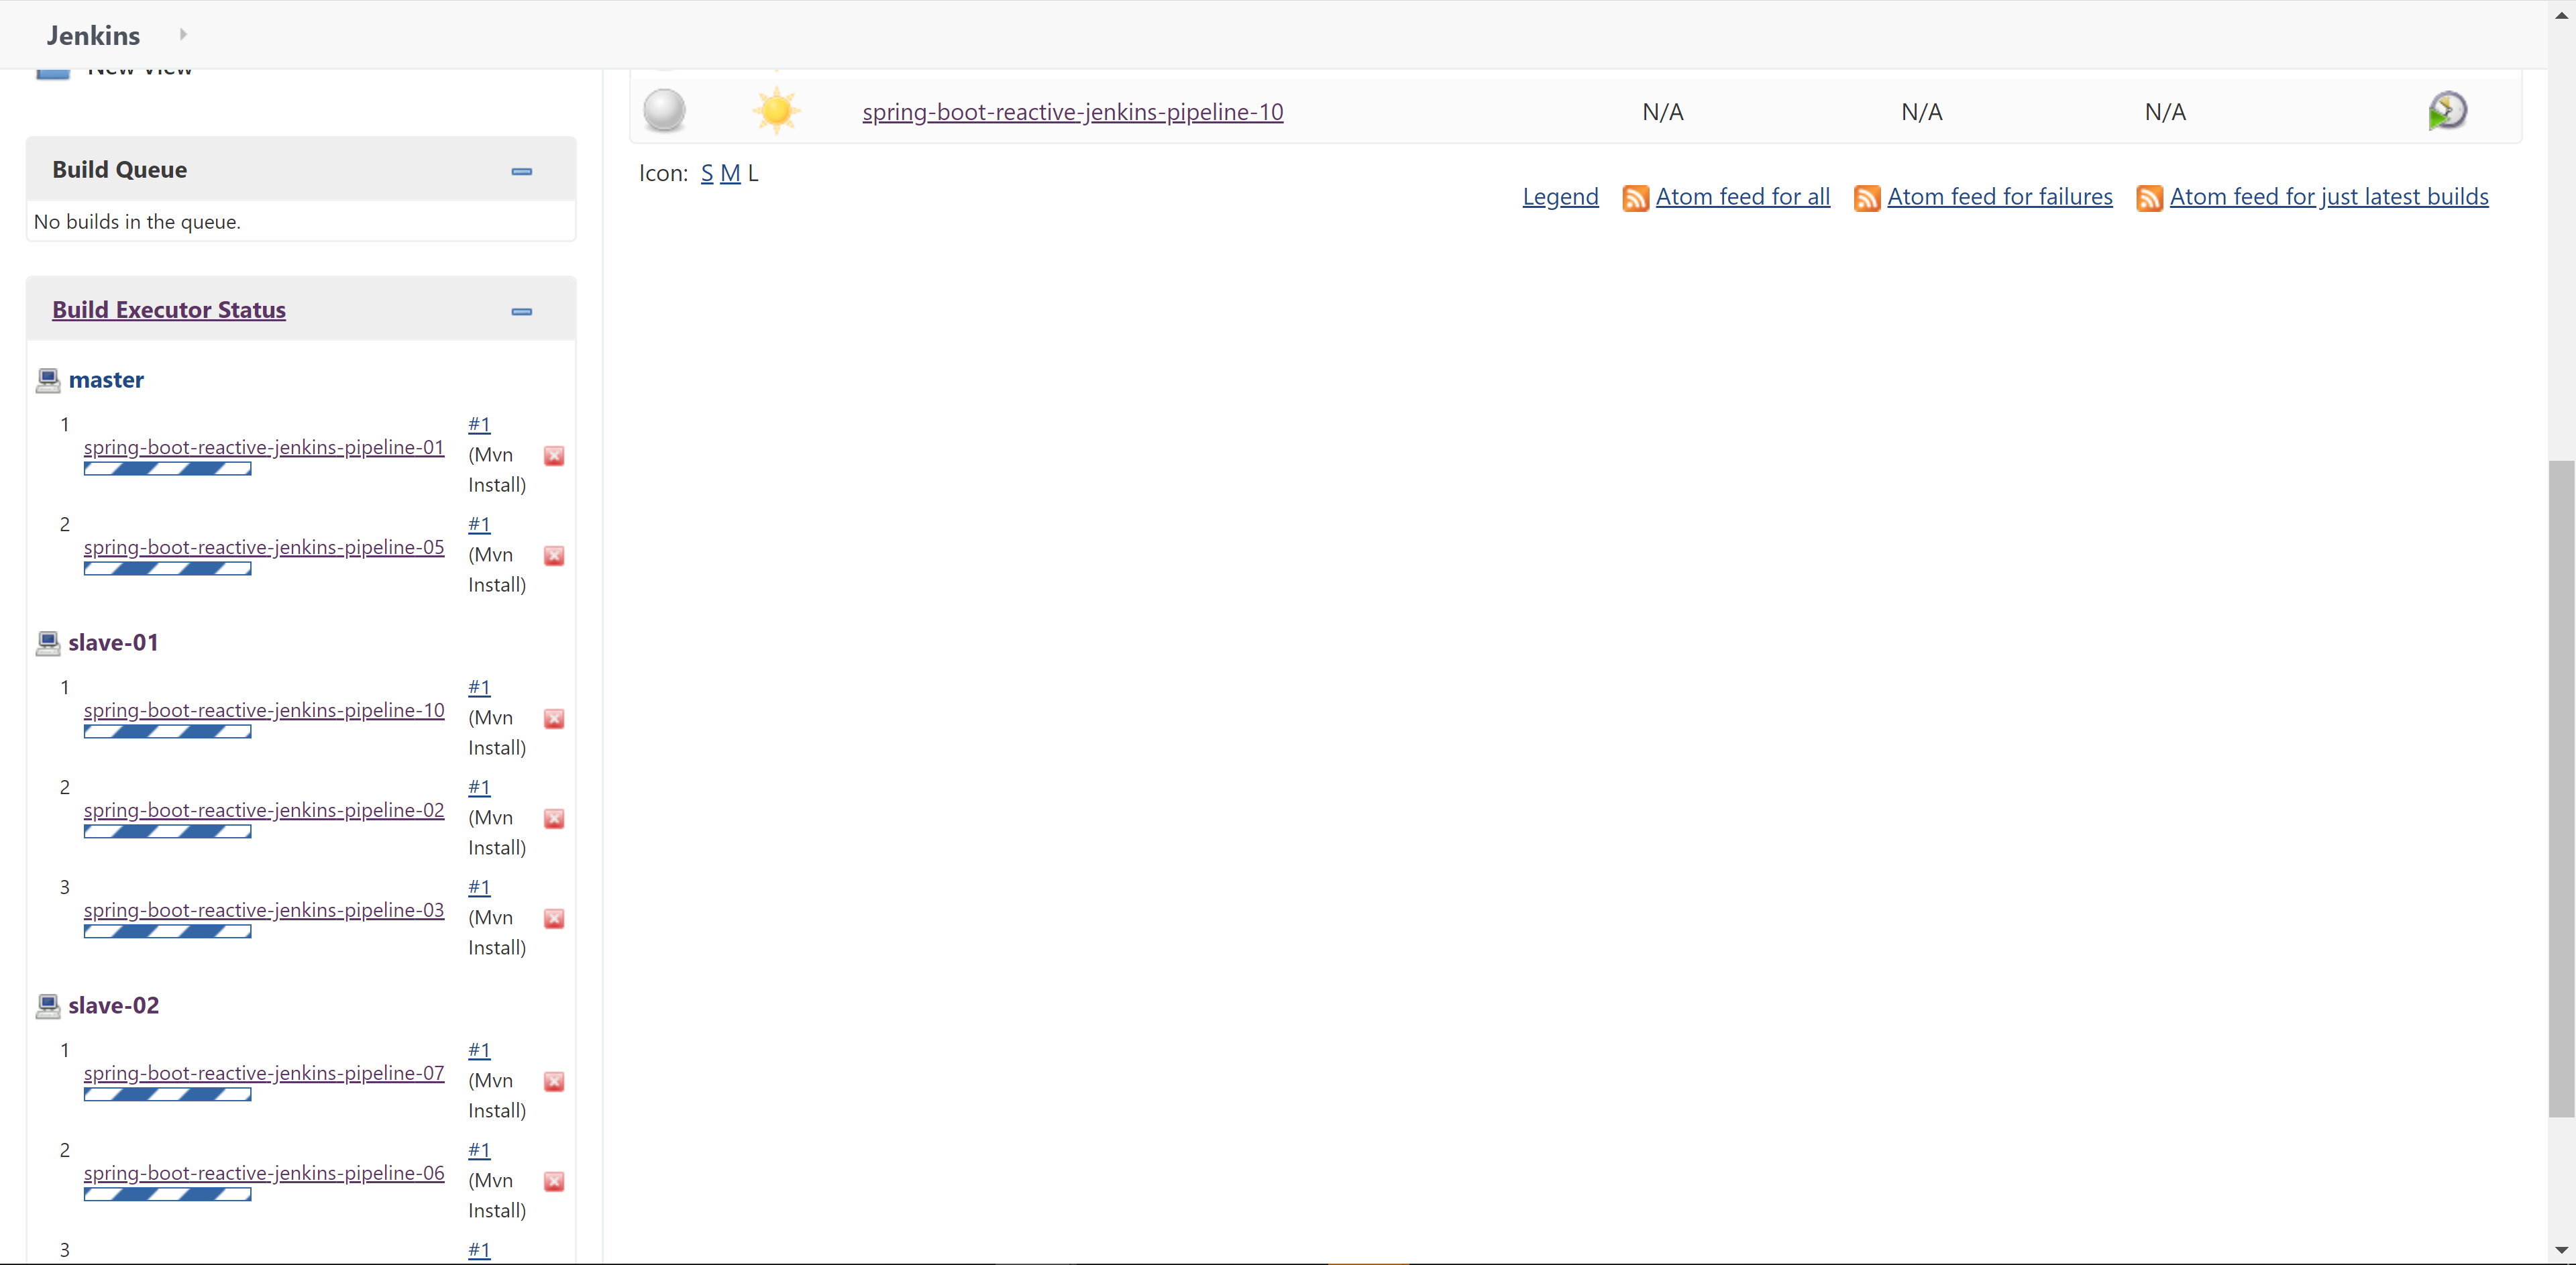 Jenkins
New View
spring-boot-reactive-jenkins-pipeline-10 N/A N/A N/A
Icon: S M L
Legend Atom feed for all Atom feed for failures Atom feed for just latest builds
Build Queue
No builds in the queue.
Build Executor Status
master
1 #1
spring-boot-reactive-jenkins-pipeline-01
(Mvn
Install)
2 #1
spring-boot-reactive-jenkins-pipeline-05
(Mvn
Install)
slave-01
1 #1
spring-boot-reactive-jenkins-pipeline-10
(Mvn
Install)
2 #1
spring-boot-reactive-jenkins-pipeline-02
(Mvn
Install)
3 #1
spring-boot-reactive-jenkins-pipeline-03
(Mvn
Install)
slave-02
1 #1
spring-boot-reactive-jenkins-pipeline-07
(Mvn
Install)
2 #1
spring-boot-reactive-jenkins-pipeline-06
(Mvn
Install)
3 #1